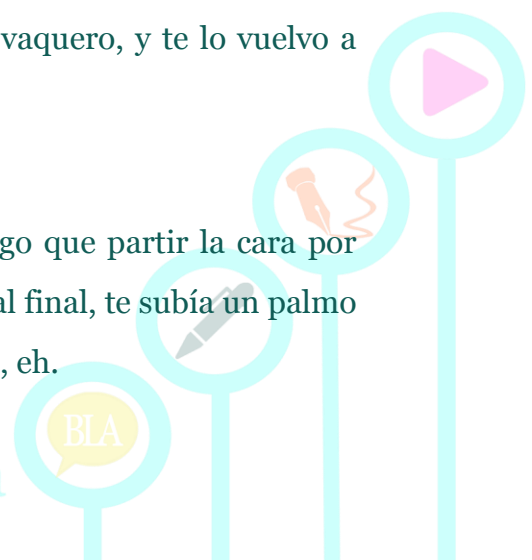 vaquero, y te lo vuelvo a
go que partir la cara por
al final, te subía un palmo
, eh.
BLA